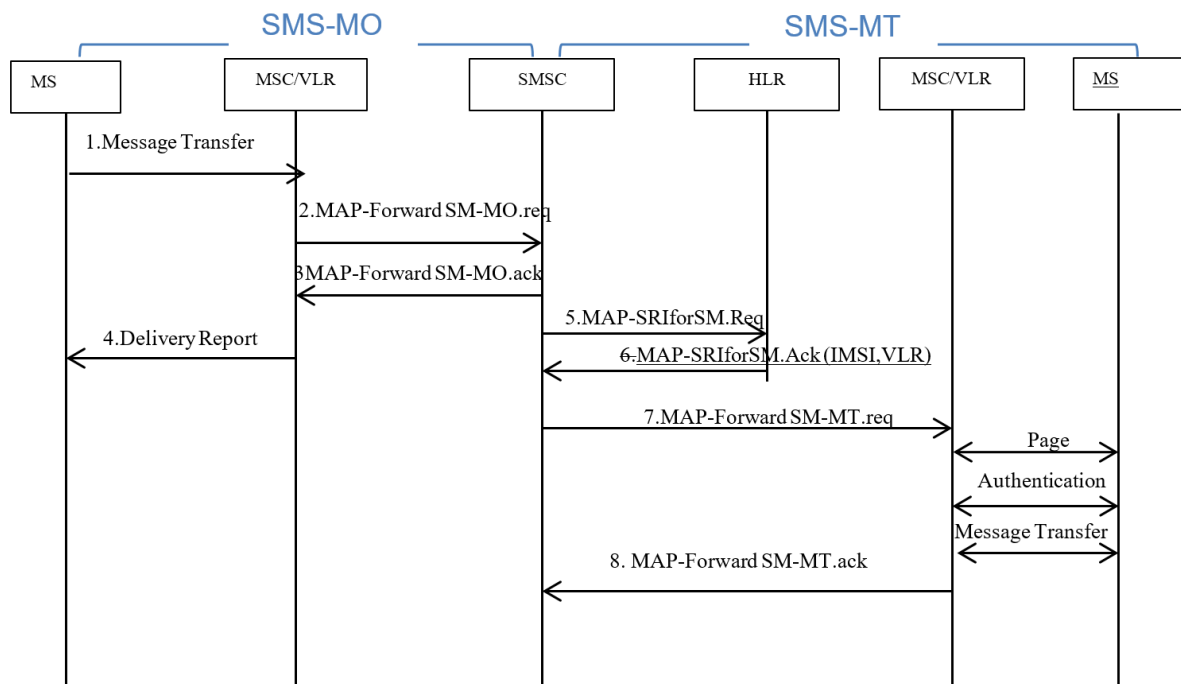 SMS-MO
SMS-MT
MS
MSC/VLR
SMSC
HLR
MSC/VLR
MS
1.Message Transfer
2.MAP-Forward SM-MO.req
3MAP-Forward SM-MO.ack
5.MAP-SRIforSM.Req
4.Delivery Report
6.MAP-SRIforSM.Ack (IMSI,VLR)
7.MAP-Forward SM-MT.req
Page
Authentication
Message Transfer
8. MAP-Forward SM-MT.ack